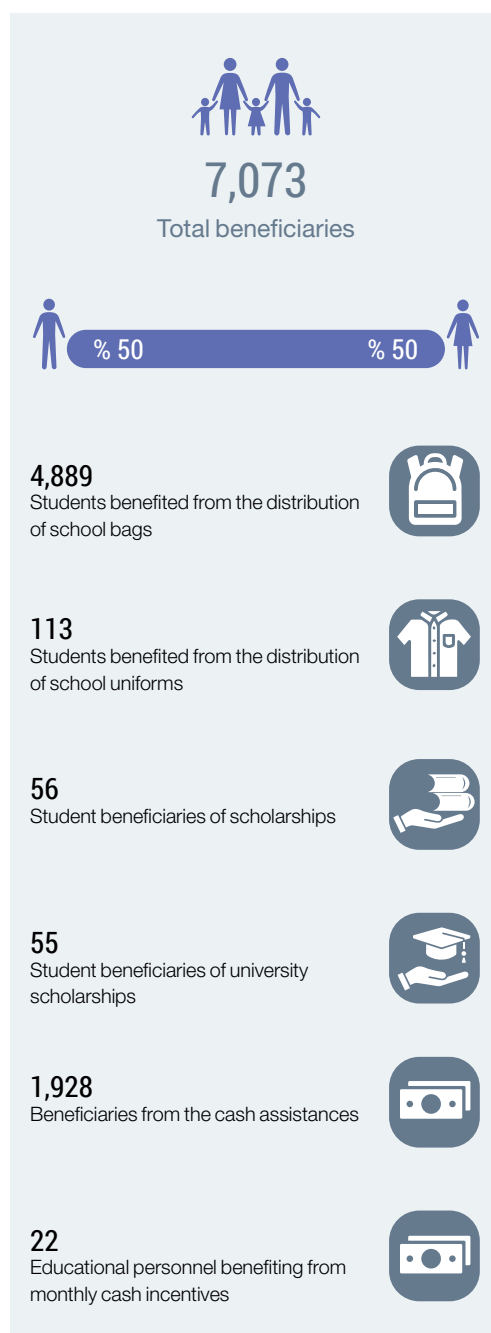 7,073
Total beneficiaries
% 50
% 50
4,889
Students benefited from the distribution
of school bags
113
Students benefited from the distribution
of school uniforms
56
Student beneficiaries of scholarships
55
Student beneficiaries of university
scholarships
1,928
Beneficiaries from the cash assistances
22
Educational personnel benefiting from
monthly cash incentives